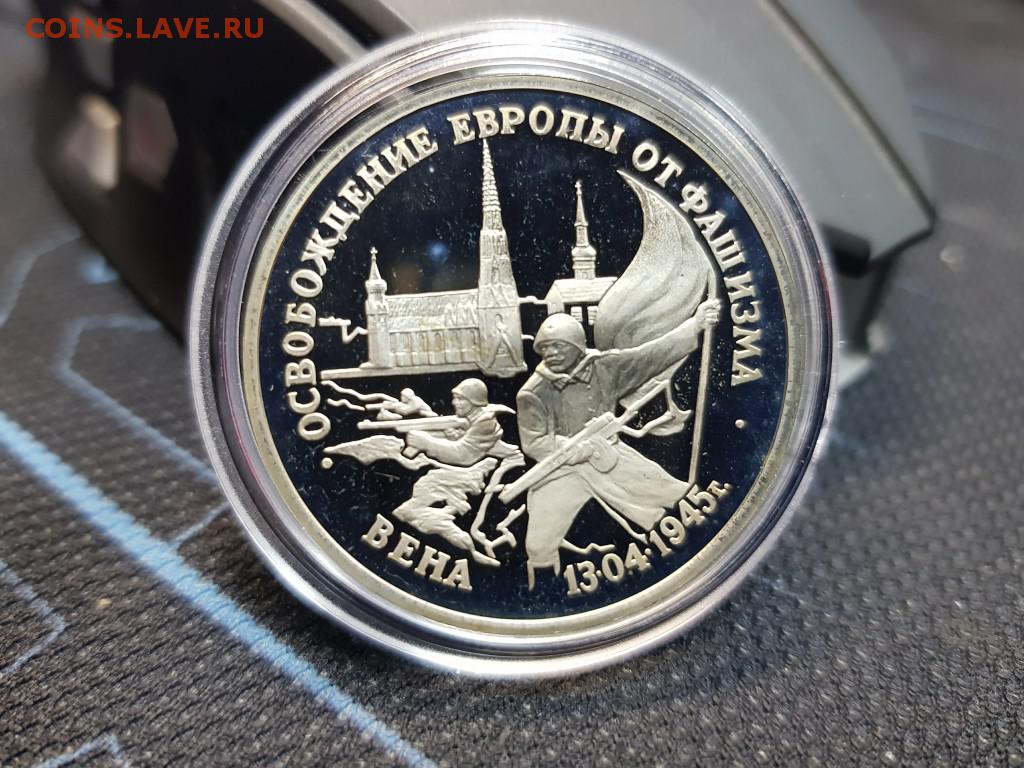 COINS.LAVE.RU
ОСВОБОЖДЕНИЕ ЕВРОПЫ ОТ ФАШИЗМА
ВЕНА
13·04·1945г.